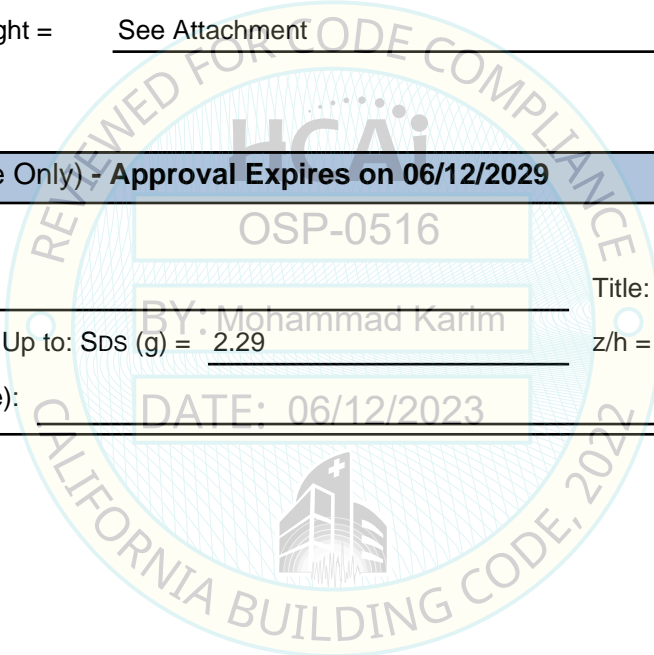 ght = See Attachment
REVIEWED FOR CODE COMPLIANCE
HCAi
e Only) - Approval Expires on 06/12/2029
OSP-0516
Title:
BY: Mohammad Karim
Up to: SDS (g) = 2.29 z/h =
e):
DATE: 06/12/2023
CALIFORNIA BUILDING CODE, 2022